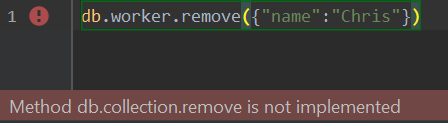 1 db.worker.remove({"name":"Chris"})
Method db.collection.remove is not implemented